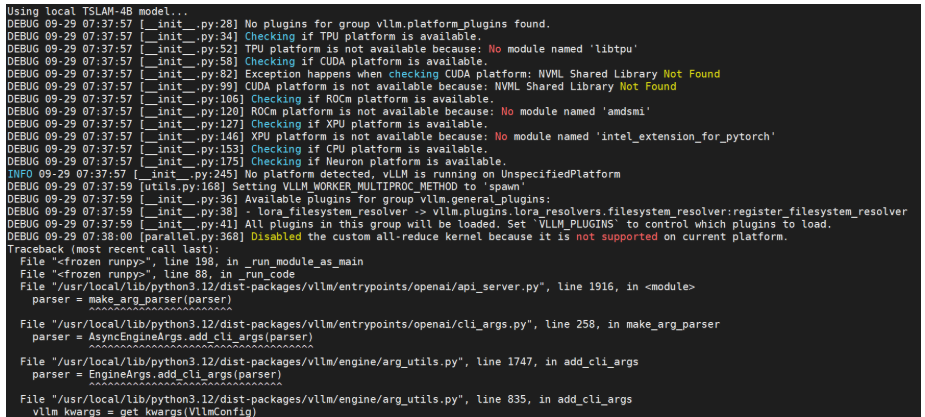 Using local TSLAM-4B model...
DEBUG 09-29 07:37:57 [__init__.py:28] No plugins for group vllm.platform_plugins found.
DEBUG 09-29 07:37:57 [__init__.py:34] Checking if TPU platform is available.
DEBUG 09-29 07:37:57 [__init__.py:52] TPU platform is not available because: No module named 'libtpu'
DEBUG 09-29 07:37:57 [__init__.py:58] Checking if CUDA platform is available.
DEBUG 09-29 07:37:57 [__init__.py:82] Exception happens when checking CUDA platform: NVML Shared Library Not Found
DEBUG 09-29 07:37:57 [__init__.py:99] CUDA platform is not available because: NVML Shared Library Not Found
DEBUG 09-29 07:37:57 [__init__.py:106] Checking if ROCm platform is available.
DEBUG 09-29 07:37:57 [__init__.py:120] ROCm platform is not available because: No module named 'amdsmi'
DEBUG 09-29 07:37:57 [__init__.py:127] Checking if XPU platform is available.
DEBUG 09-29 07:37:57 [__init__.py:146] XPU platform is not available because: No module named 'intel_extension_for_pytorch'
DEBUG 09-29 07:37:57 [__init__.py:153] Checking if CPU platform is available.
DEBUG 09-29 07:37:57 [__init__.py:175] Checking if Neuron platform is available.
INFO 09-29 07:37:57 [__init__.py:245] No platform detected, vLLM is running on UnspecifiedPlatform
DEBUG 09-29 07:37:59 [utils.py:168] Setting VLLM_WORKER_MULTIPROC_METHOD to 'spawn'
DEBUG 09-29 07:37:59 [__init__.py:36] Available plugins for group vllm.general_plugins:
DEBUG 09-29 07:37:59 [__init__.py:38] - lora_filesystem_resolver -> vllm.plugins.lora_resolvers.filesystem_resolver:register_filesystem_resolver
DEBUG 09-29 07:37:59 [__init__.py:41] All plugins in this group will be loaded. Set `VLLM_PLUGINS` to control which plugins to load.
DEBUG 09-29 07:38:00 [parallel.py:368] Disabled the custom all-reduce kernel because it is not supported on current platform.
Traceback (most recent call last):
  File "<frozen runpy>", line 198, in _run_module_as_main
  File "<frozen runpy>", line 88, in _run_code
  File "/usr/local/lib/python3.12/dist-packages/vllm/entrypoints/openai/api_server.py", line 1916, in <module>
    parser = make_arg_parser(parser)
             ^^^^^^^^^^^^^^^^^^^^^^^
  File "/usr/local/lib/python3.12/dist-packages/vllm/entrypoints/openai/cli_args.py", line 258, in make_arg_parser
    parser = AsyncEngineArgs.add_cli_args(parser)
             ^^^^^^^^^^^^^^^^^^^^^^^^^^^^^^^^^^^^
  File "/usr/local/lib/python3.12/dist-packages/vllm/engine/arg_utils.py", line 1747, in add_cli_args
    parser = EngineArgs.add_cli_args(parser)
             ^^^^^^^^^^^^^^^^^^^^^^^^^^^^^^^
  File "/usr/local/lib/python3.12/dist-packages/vllm/engine/arg_utils.py", line 835, in add_cli_args
    vllm_kwargs = get_kwargs(VllmConfig)